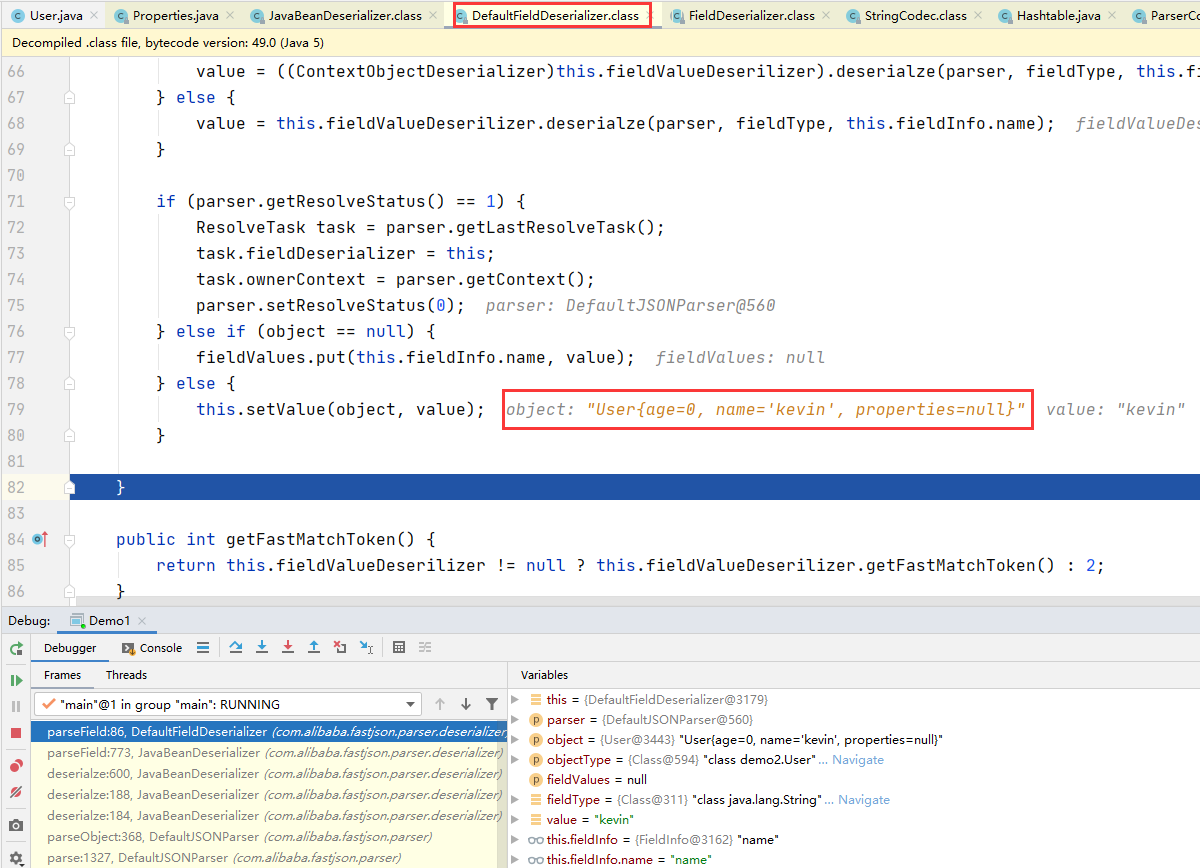 User.java
Properties.java
JavaBeanDeserializer.class
DefaultFieldDeserializer.class
FieldDeserializer.class
StringCodec.class
Hashtable.java
ParserCo
Decompiled .class file, bytecode version: 49.0 (Java 5)
66 value = ((ContextObjectDeserializer)this.fieldValueDeserilizer).deserialze(parser, fieldType, this.fi
67 } else {
68 value = this.fieldValueDeserilizer.deserialze(parser, fieldType, this.fieldInfo.name); fieldValueDes
69 }
70
71 if (parser.getResolveStatus() == 1) {
72 ResolveTask task = parser.getLastResolveTask();
73 task.fieldDeserializer = this;
74 task.ownerContext = parser.getContext();
75 parser.setResolveStatus(0); parser: DefaultJSONParser@560
76 } else if (object == null) {
77 fieldValues.put(this.fieldInfo.name, value); fieldValues: null
78 } else {
79 this.setValue(object, value); object: "User{age=0, name='kevin', properties=null}" value: "kevin"
80 }
81
82 }
83
84 public int getFastMatchToken() {
85 return this.fieldValueDeserilizer != null ? this.fieldValueDeserilizer.getFastMatchToken() : 2;
86 }
Debug: Demo1
Debugger Console
Frames Threads
"main"@1 in group "main": RUNNING
parseField:86, DefaultFieldDeserializer (com.alibaba.fastjson.parser.deserializer
parseField:773, JavaBeanDeserializer (com.alibaba.fastjson.parser.deserializer)
deserialze:600, JavaBeanDeserializer (com.alibaba.fastjson.parser.deserializer)
deserialze:188, JavaBeanDeserializer (com.alibaba.fastjson.parser.deserializer)
deserialze:184, JavaBeanDeserializer (com.alibaba.fastjson.parser.deserializer)
parseObject:368, DefaultJSONParser (com.alibaba.fastjson.parser)
parse:1327, DefaultJSONParser (com.alibaba.fastjson.parser)
Variables
this = {DefaultFieldDeserializer@3179}
parser = {DefaultJSONParser@560}
object = {User@3443} "User{age=0, name='kevin', properties=null}"
objectType = {Class@594} "class demo2.User" ... Navigate
fieldValues = null
fieldType = {Class@311} "class java.lang.String" ... Navigate
value = "kevin"
this.fieldInfo = {FieldInfo@3162} "name"
this.fieldInfo.name = "name"